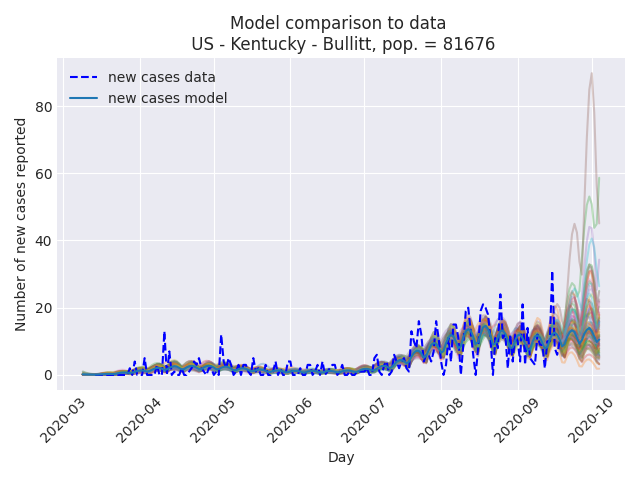 Model comparison to data
US - Kentucky - Bullitt, pop. = 81676
new cases data
new cases model
Number of new cases reported
80
60
40
20
0
2020-03
2020-04
2020-05
2020-06
2020-07
2020-08
2020-09
2020-10
Day